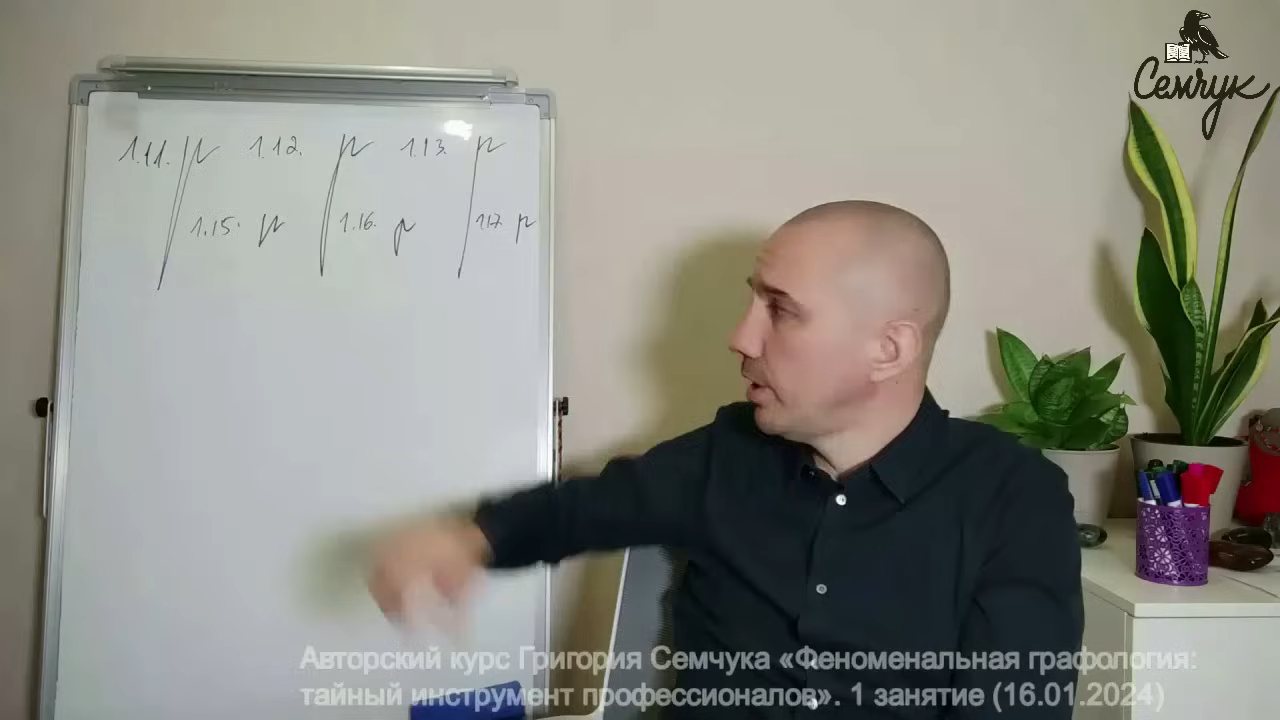 Семчук
1.11. р 1.12. р 1.13. р
1.15. р 1.16. р 1.17. р
Авторский курс Григория Семчука «Феноменальная графология:
тайный инструмент профессионалов». 1 занятие (16.01.2024)